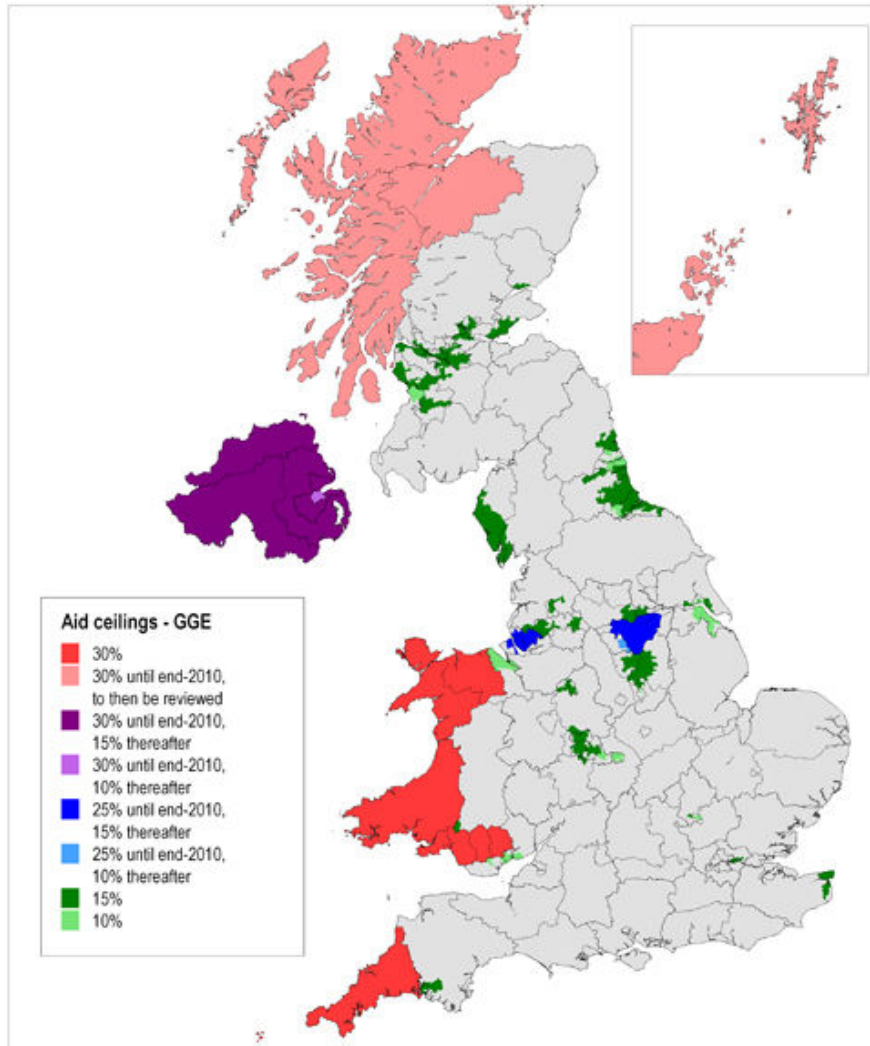 Aid ceilings - GGE
30%
30% until end-2010,
to then be reviewed
30% until end-2010,
15% thereafter
30% until end-2010,
10% thereafter
25% until end-2010,
15% thereafter
25% until end-2010,
10% thereafter
15%
10%